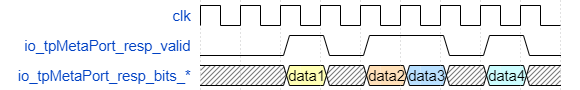 clk
io_tpMetaPort_resp_valid
io_tpMetaPort_resp_bits_* data1 data2 data3 data4